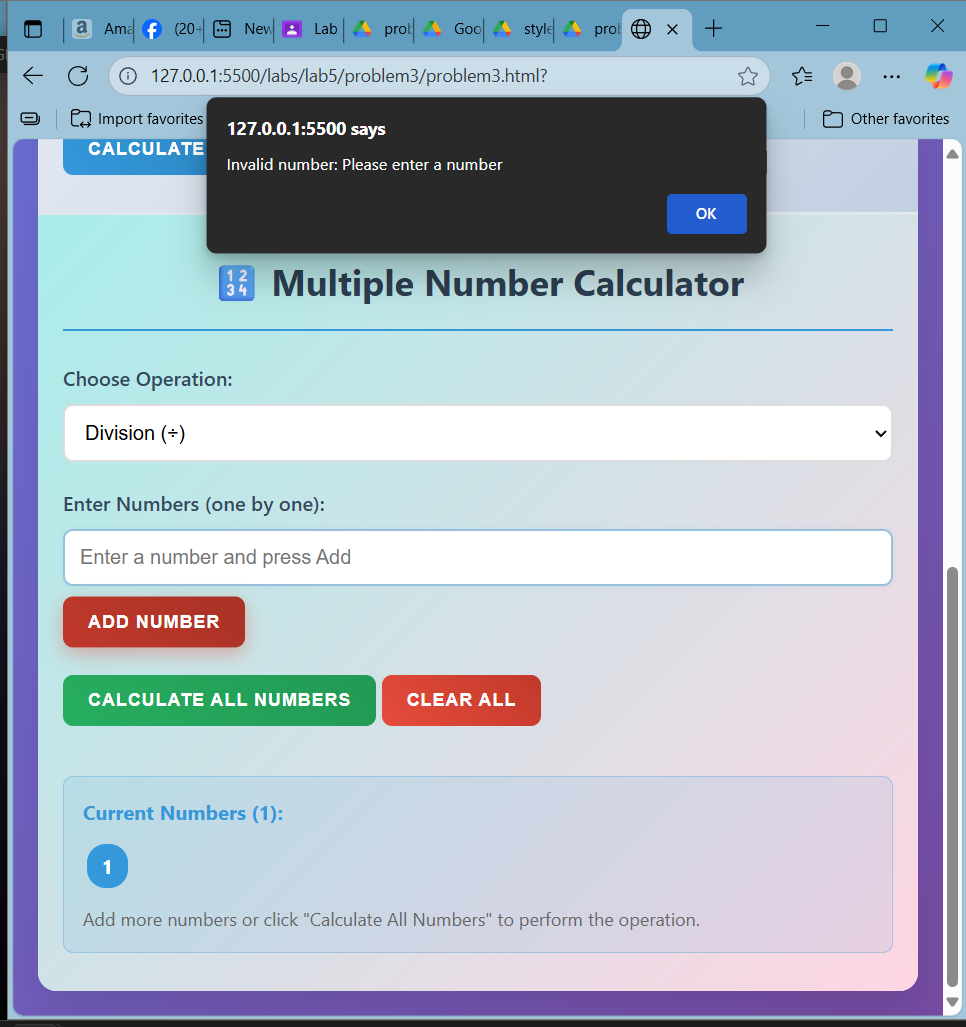 Ama
(20+
New
Lab
prob
Goo
style
prob
127.0.0.1:5500/labs/lab5/problem3/problem3.html?
Import favorites
Other favorites
127.0.0.1:5500 says
Invalid number: Please enter a number
OK
CALCULATE
1234
Multiple Number Calculator
Choose Operation:
Division (÷)
Enter Numbers (one by one):
Enter a number and press Add
ADD NUMBER
CALCULATE ALL NUMBERS
CLEAR ALL
Current Numbers (1):
1
Add more numbers or click "Calculate All Numbers" to perform the operation.